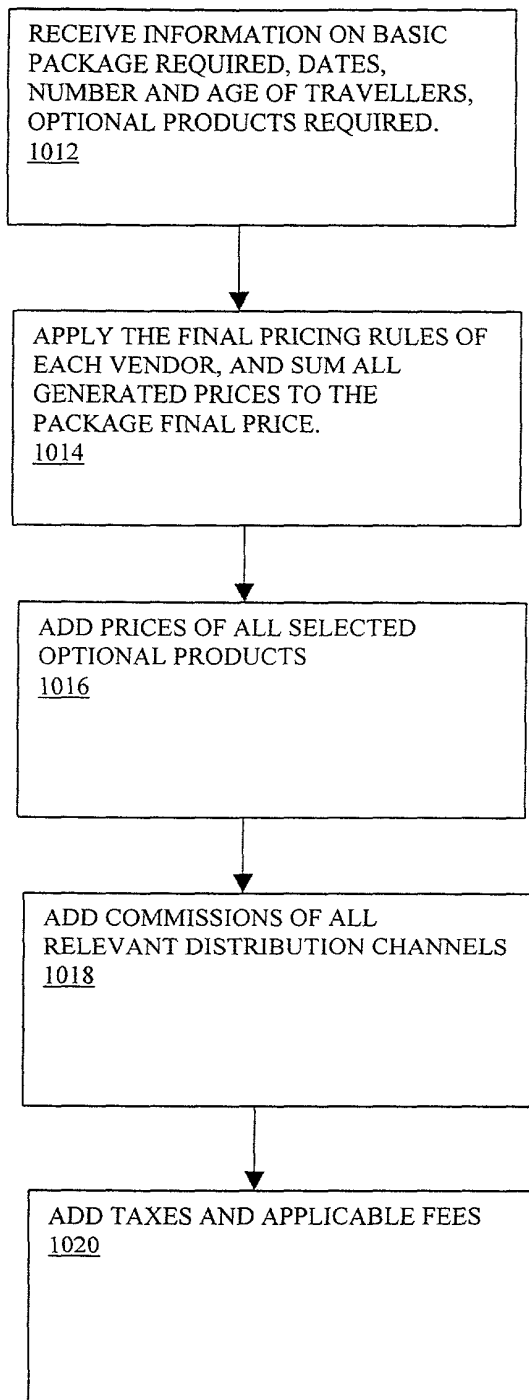 RECEIVE INFORMATION ON BASIC
PACKAGE REQUIRED, DATES,
NUMBER AND AGE OF TRAVELLERS,
OPTIONAL PRODUCTS REQUIRED.
1012
APPLY THE FINAL PRICING RULES OF
EACH VENDOR, AND SUM ALL
GENERATED PRICES TO THE
PACKAGE FINAL PRICE.
1014
ADD PRICES OF ALL SELECTED
OPTIONAL PRODUCTS
1016
ADD COMMISSIONS OF ALL
RELEVANT DISTRIBUTION CHANNELS
1018
ADD TAXES AND APPLICABLE FEES
1020